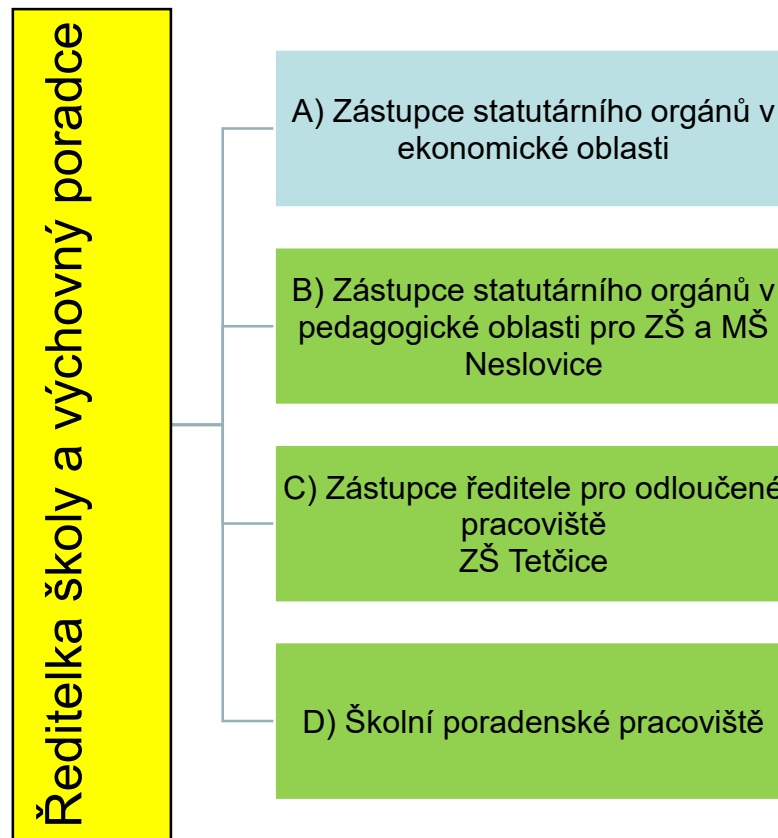 Ředitelka školy a výchovný poradce
A) Zástupce statutárního orgánů v
ekonomické oblasti
B) Zástupce statutárního orgánů v
pedagogické oblasti pro ZŠ a MŠ
Neslovice
C) Zástupce ředitele pro odloučené
pracoviště
ZŠ Tetčice
D) Školní poradenské pracoviště